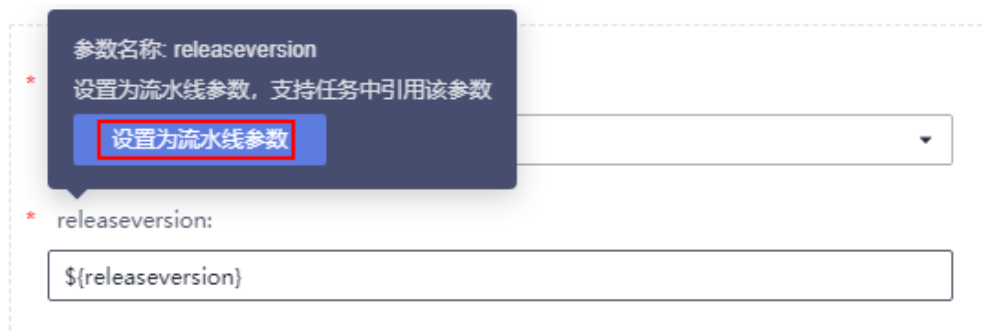 参数名称: releaseversion
设置为流水线参数，支持任务中引用该参数
设置为流水线参数
*
* releaseversion:
${releaseversion}